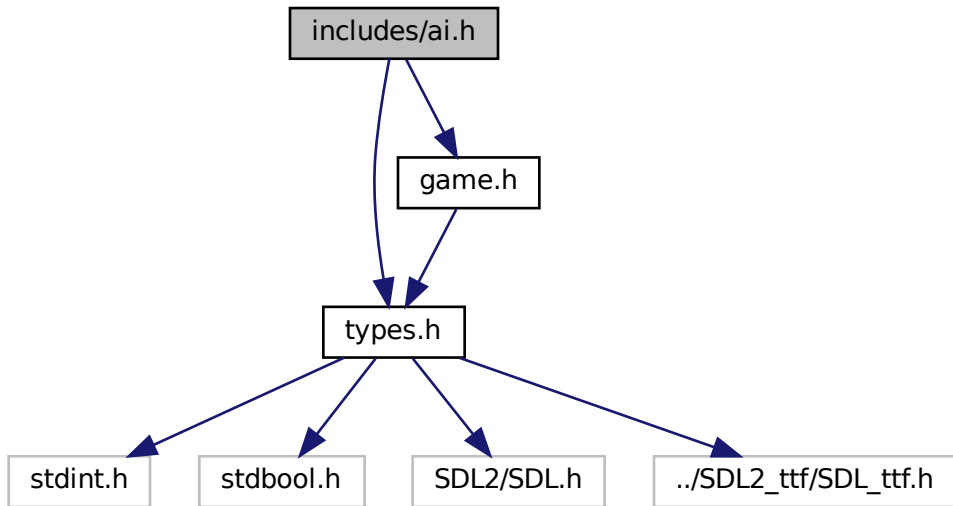 includes/ai.h
game.h
types.h
stdint.h
stdbool.h
SDL2/SDL.h
../SDL2_ttf/SDL_ttf.h